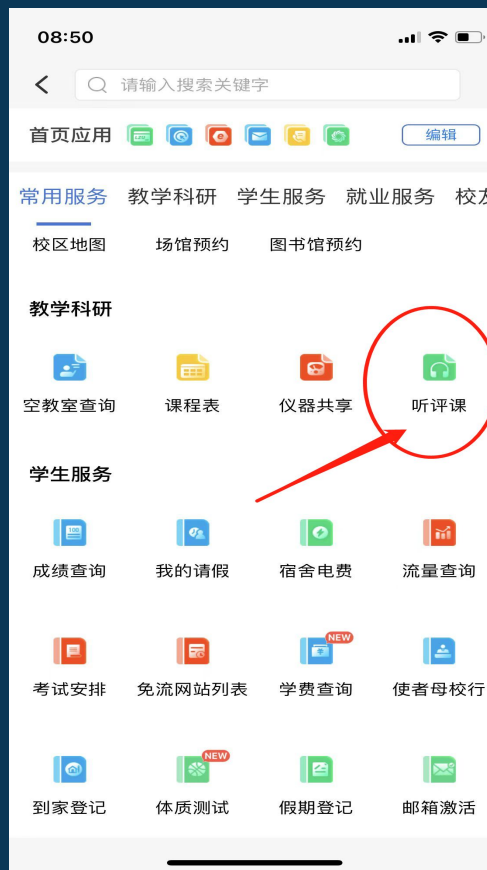 08:50
请输入搜索关键字
首页应用 编辑
常用服务 教学科研 学生服务 就业服务 校友
校区地图 场馆预约 图书馆预约
教学科研
空教室查询 课程表 仪器共享 听评课
学生服务
100
成绩查询 我的请假 宿舍电费 流量查询
NEW
考试安排 免流网站列表 学费查询 使者母校行
NEW
到家登记 体质测试 假期登记 邮箱激活